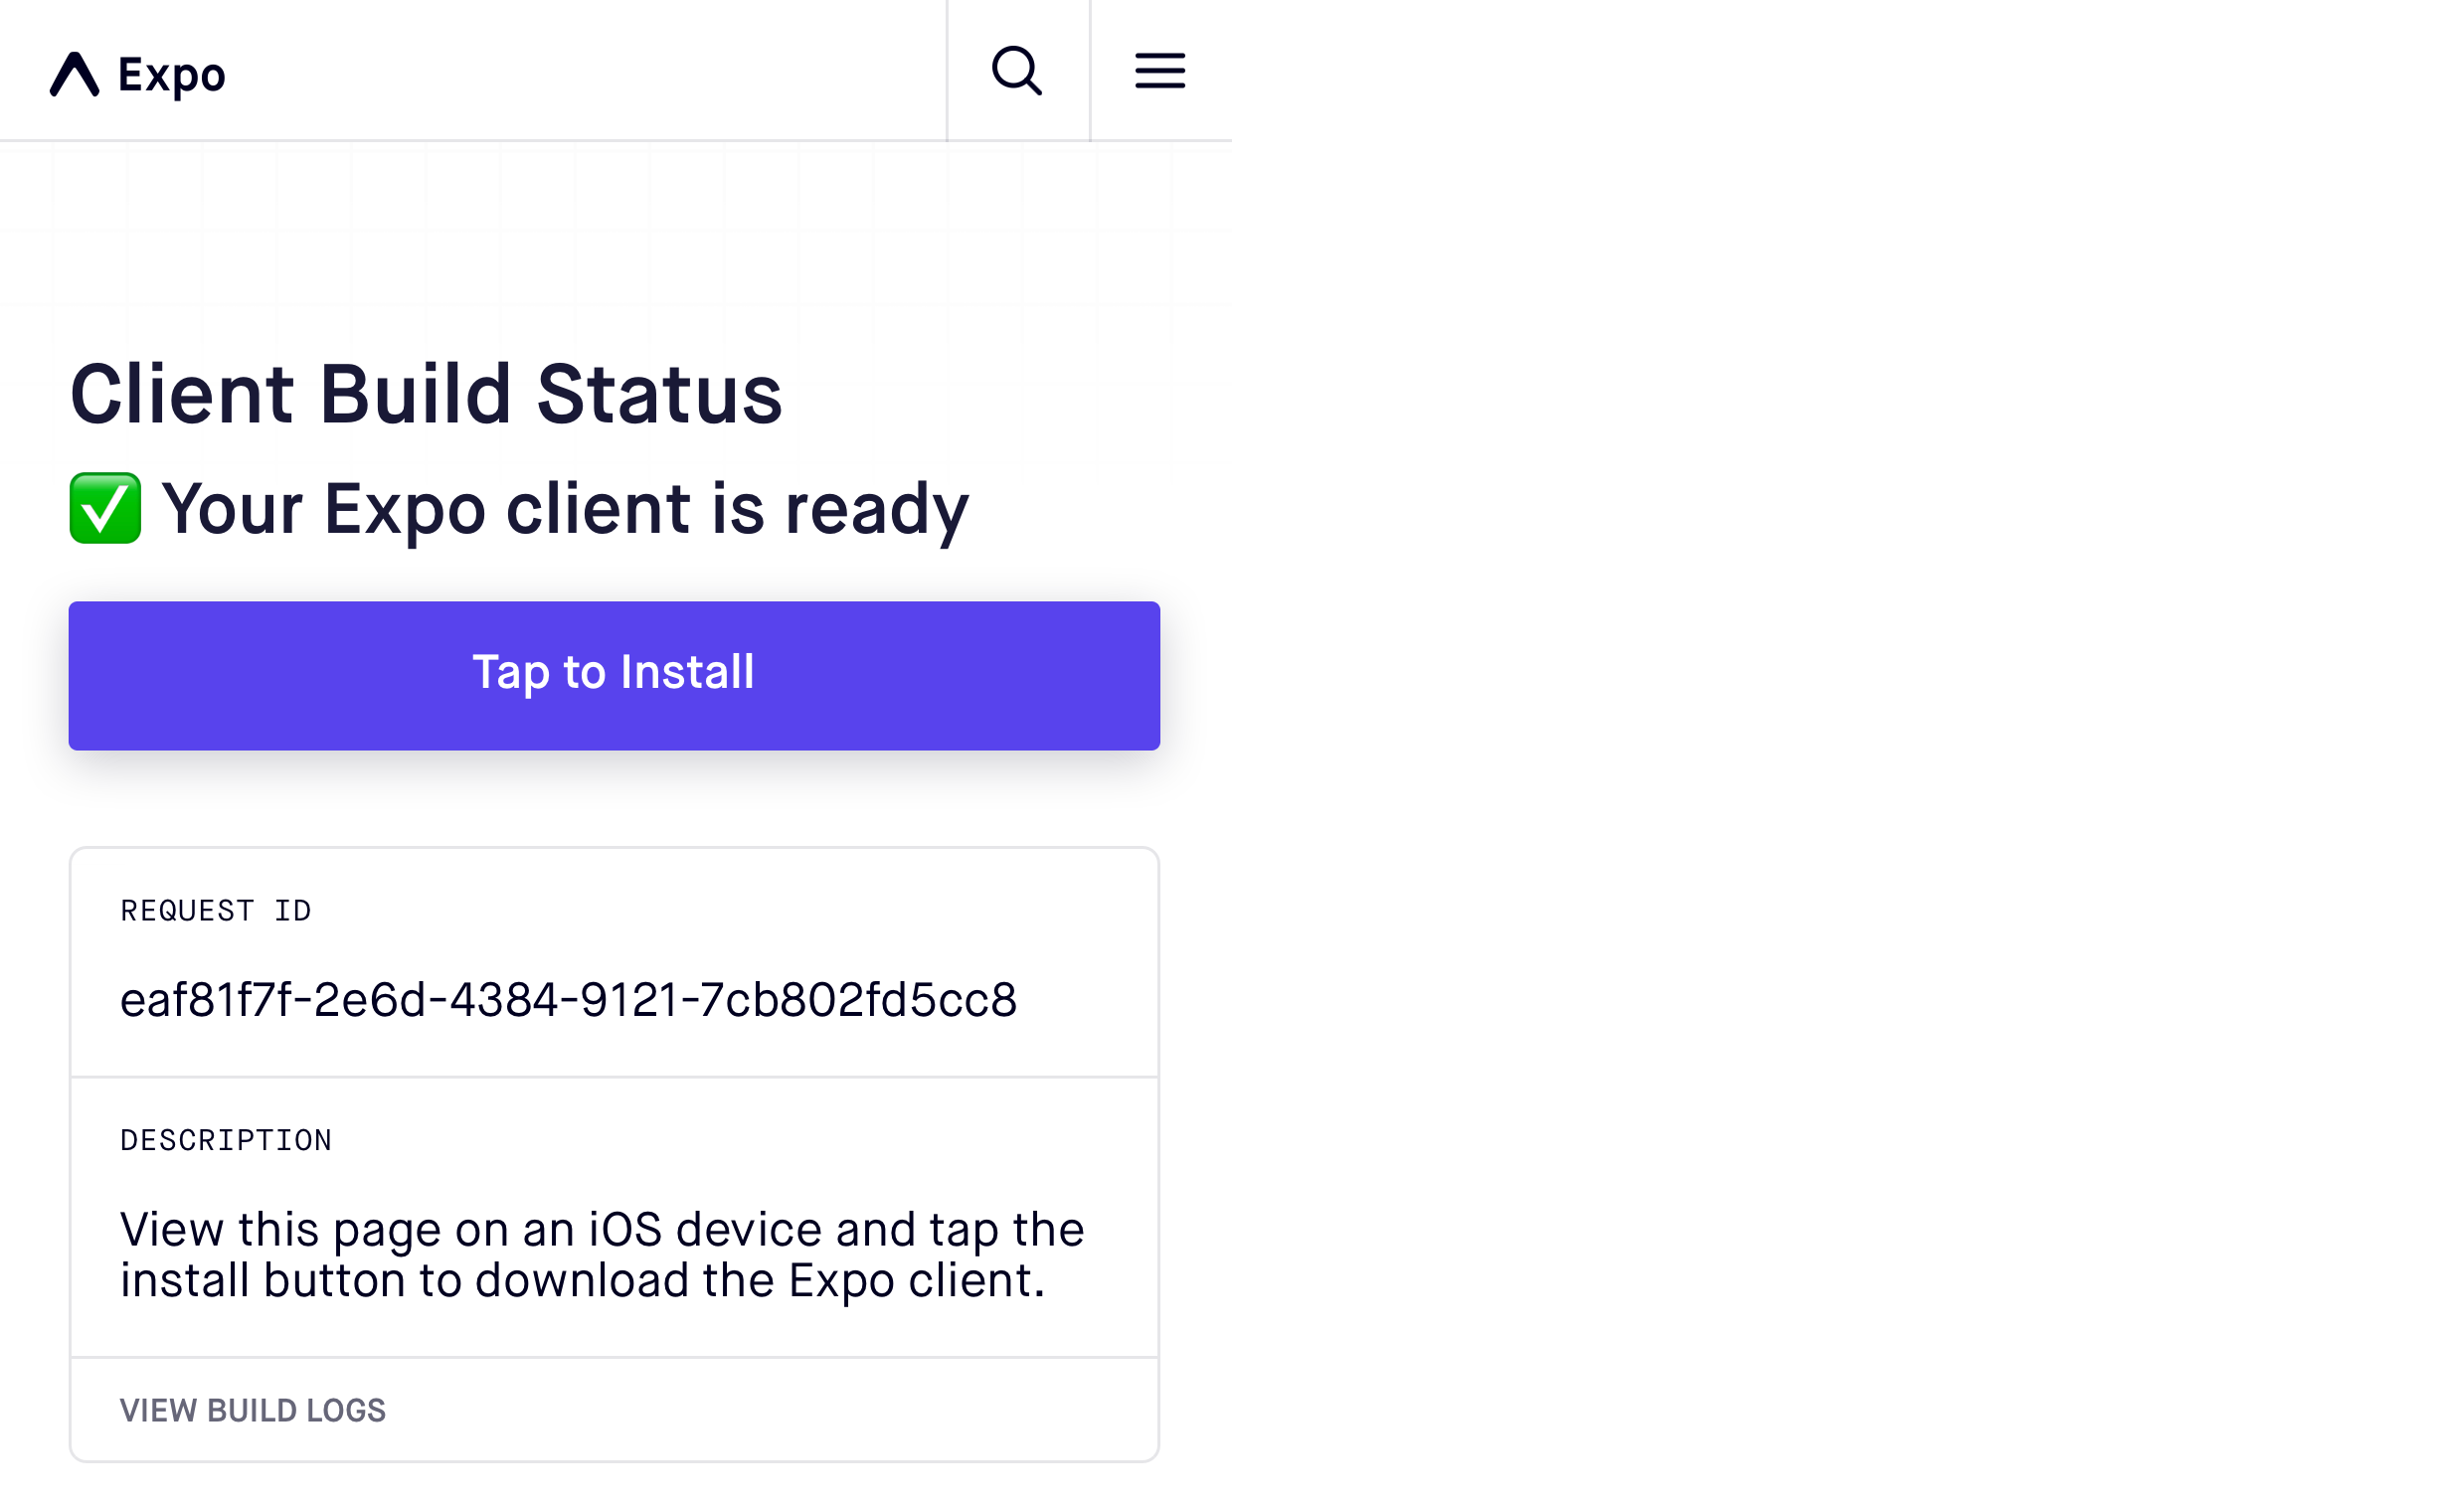 Expo
Client Build Status
✅ Your Expo client is ready
Tap to Install
REQUEST ID
eaf81f7f-2e6d-4384-9121-7cb802fd5cc8
DESCRIPTION
View this page on an iOS device and tap the
install button to download the Expo client.
VIEW BUILD LOGS